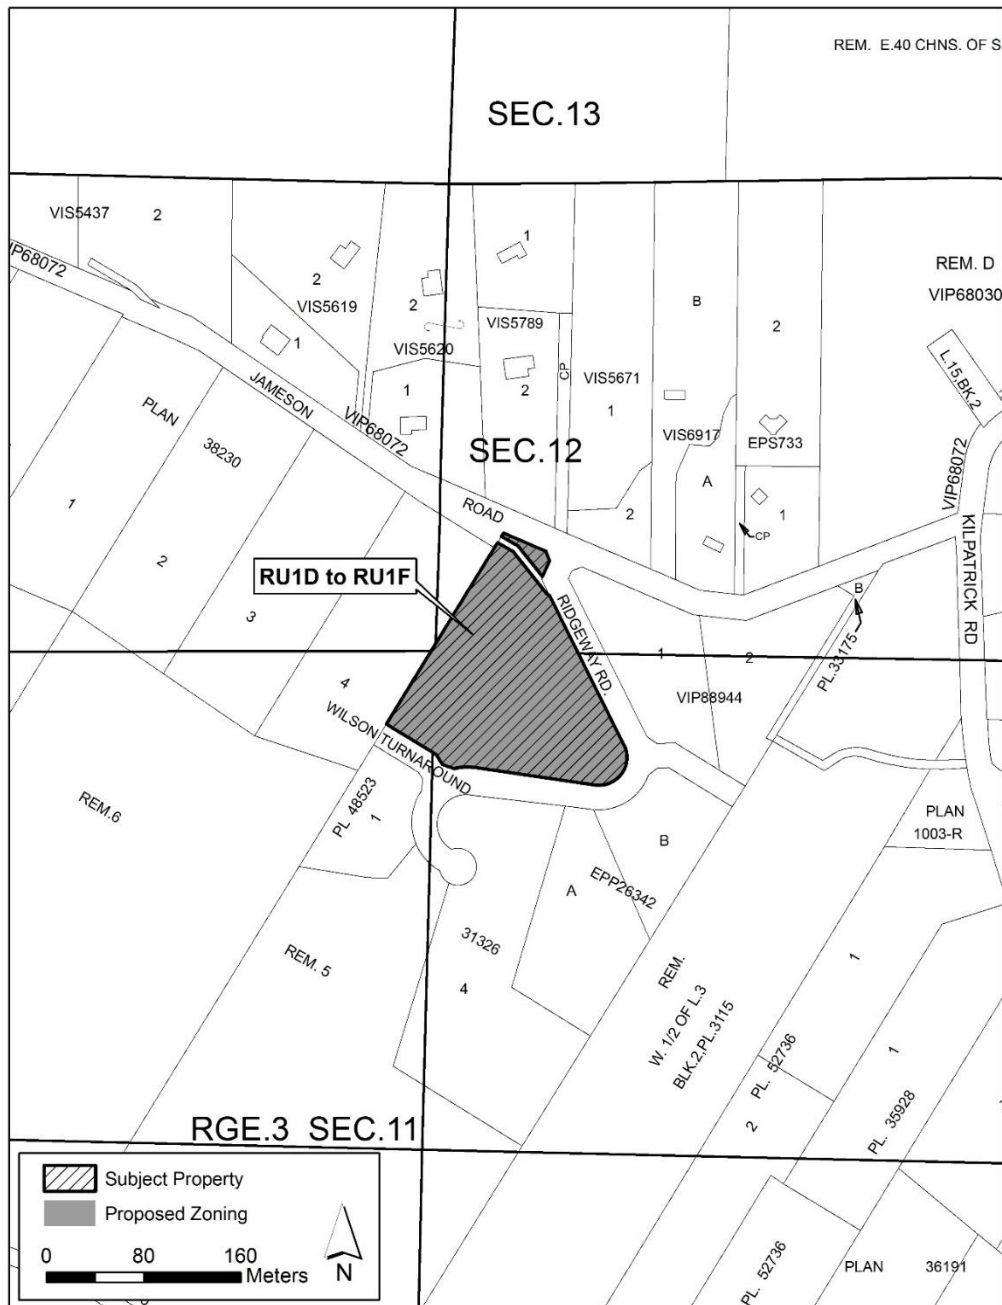 REM. E.40 CHNS. OF S
SEC.13
VIS5437
2
1
VIP68072
2
VIS5619
1
2
VIS5620
1
VIS5789
2
CP
VIS5671
1
2
B
VIS6917
A
2
EPS733
1
CP
REM. D
VIP68030
L.15,BK.2
VIP68072
KILPATRICK RD
JAMESON
VIP68072
ROAD
SEC.12
PLAN
38230
1
2
3
4
RU1D to RU1F
RIDGEWAY RD.
1
2
VIP88944
B
PL.33175
WILSON TURNAROUND
REM.6
PL. 48523
1
PLAN
1003-R
B
A
EPP26342
REM. 5
31326
4
REM.
W. 1/2 OF L.3
BLK.2,PL.3115
1
PL. 52736
2
1
PL. 35928
RGE.3 SEC.11
PL. 52736
PLAN 36191
Subject Property
Proposed Zoning
0 80 160
Meters
N